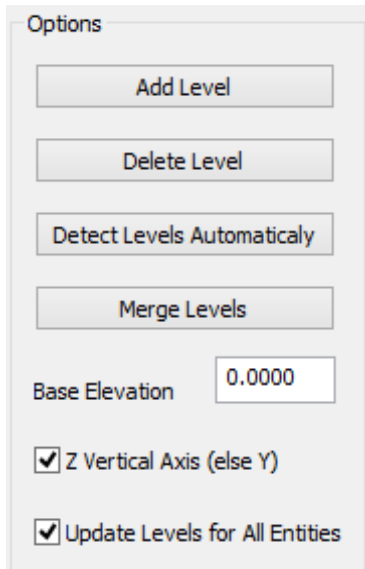 Options
Add Level
Delete Level
Detect Levels Automaticaly
Merge Levels
Base Elevation 0.0000
Z Vertical Axis (else Y)
Update Levels for All Entities